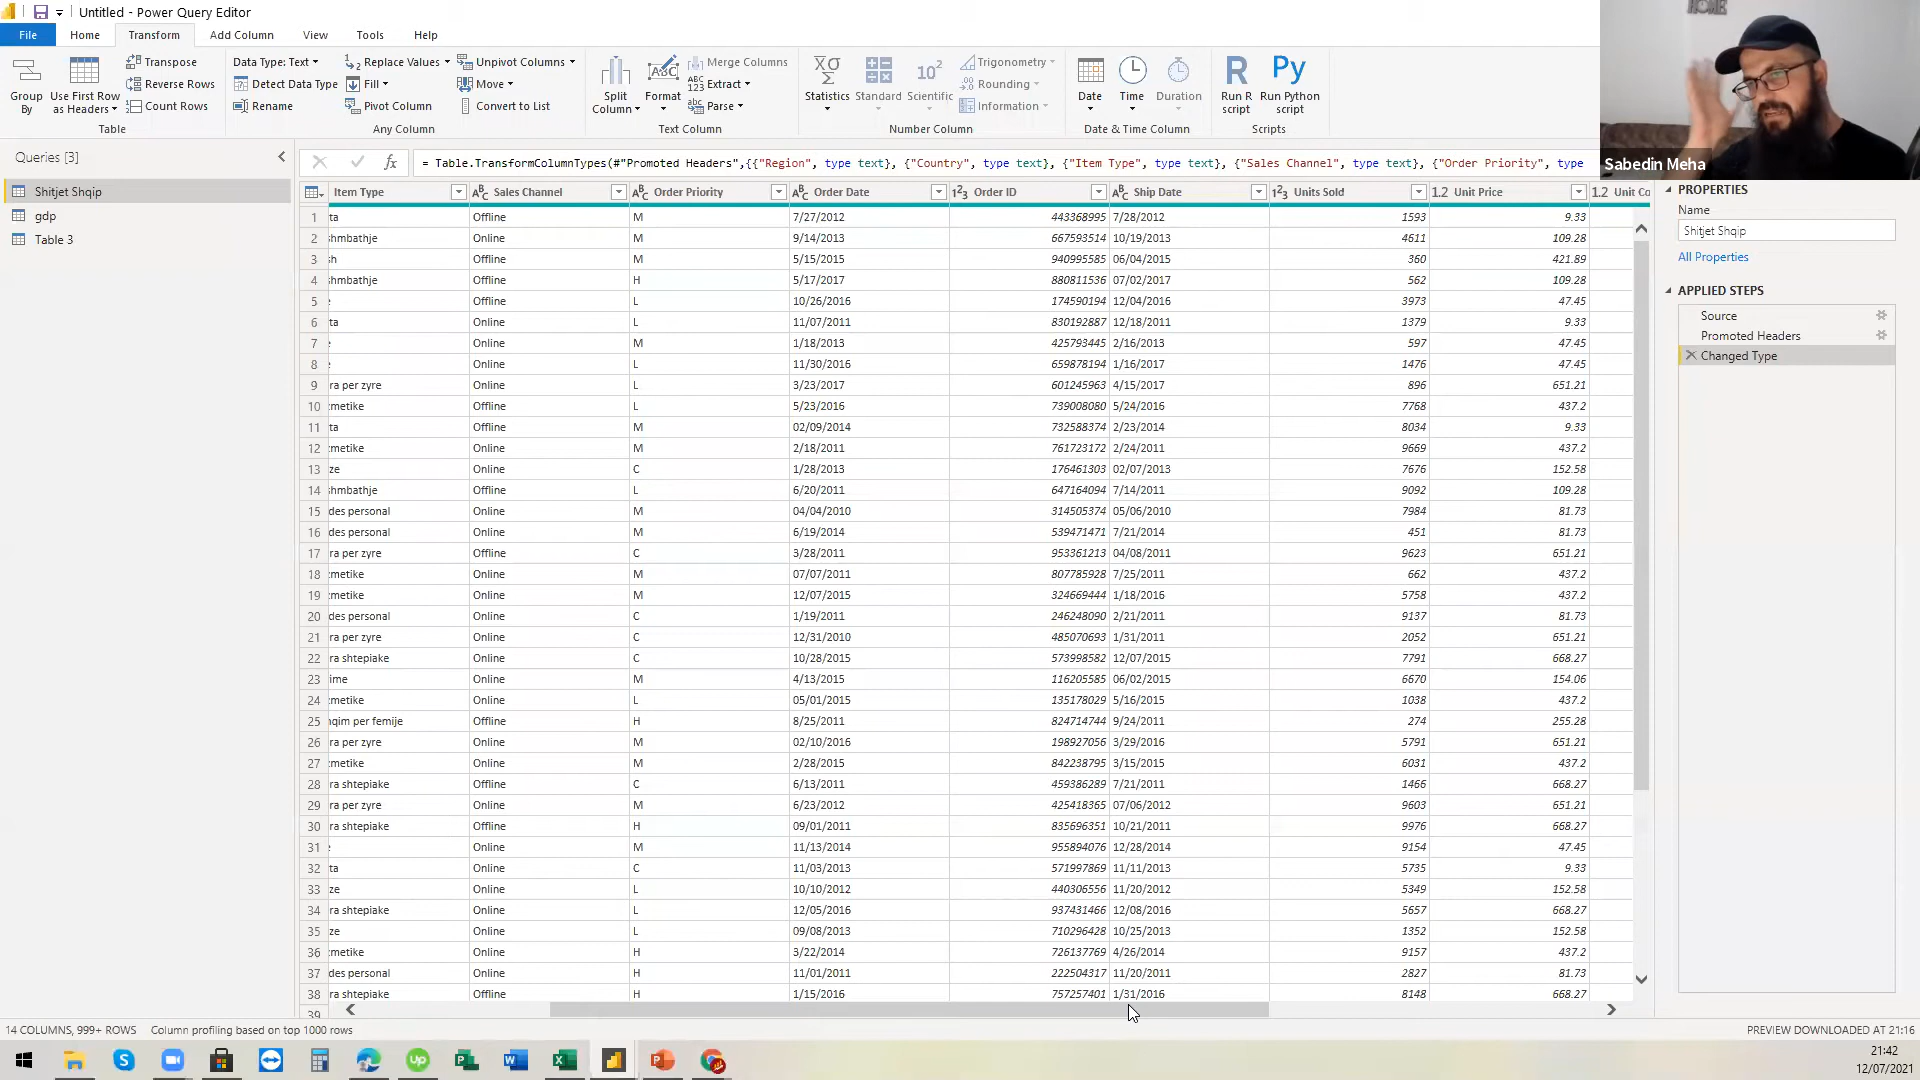 Untitled - Power Query Editor
File Home Transform Add Column View Tools Help
Group By
Use First Row as Headers
Transpose
Reverse Rows
Count Rows
Table
Data Type: Text
Detect Data Type
Rename
Replace Values
Fill
Pivot Column
Unpivot Columns
Move
Convert to List
Any Column
Split Column
Format
Merge Columns
Extract
Parse
Text Column
Statistics
Standard
Scientific
Trigonometry
Rounding
Information
Number Column
Date
Time
Duration
Date & Time Column
Run R script
Run Python script
Scripts
HOME
Sabedin Meha
Queries [3]
Shitjet Shqip
gdp
Table 3
= Table.TransformColumnTypes(#"Promoted Headers",{{"Region", type text}, {"Country", type text}, {"Item Type", type text}, {"Sales Channel", type text}, {"Order Priority", type
Item Type Sales Channel Order Priority Order Date Order ID Ship Date Units Sold Unit Price Unit Co
1 ta Offline M 7/27/2012 443368995 7/28/2012 1593 9.33
2 hmbathje Online M 9/14/2013 667593514 10/19/2013 4611 109.28
3 h Offline M 5/15/2015 940995585 06/04/2015 360 421.89
4 hmbathje Offline H 5/17/2017 880811536 07/02/2017 562 109.28
5 Offline L 10/26/2016 174590194 12/04/2016 3973 47.45
6 ta Online L 11/07/2011 830192887 12/18/2011 1379 9.33
7 Online M 1/18/2013 425793445 2/16/2013 597 47.45
8 Online L 11/30/2016 659878194 1/16/2017 1476 47.45
9 ra per zyre Online L 3/23/2017 601245963 4/15/2017 896 651.21
10 metike Offline L 5/23/2016 739008080 5/24/2016 7768 437.2
11 ta Offline M 02/09/2014 732588374 2/23/2014 8034 9.33
12 metike Online M 2/18/2011 761723172 2/24/2011 9669 437.2
13 ze Online C 1/28/2013 176461303 02/07/2013 7676 152.58
14 hmbathje Offline L 6/20/2011 647164094 7/14/2011 9092 109.28
15 des personal Online M 04/04/2010 314505374 05/06/2010 7984 81.73
16 des personal Online M 6/19/2014 539471471 7/21/2014 451 81.73
17 ra per zyre Offline C 3/28/2011 953361213 04/08/2011 9623 651.21
18 metike Online M 07/07/2011 807785928 7/25/2011 662 437.2
19 metike Online M 12/07/2015 324669444 1/18/2016 5758 437.2
20 des personal Online C 1/19/2011 246248090 2/21/2011 9137 81.73
21 ra per zyre Online C 12/31/2010 485070693 1/31/2011 2052 651.21
22 ra shtepiake Online C 10/28/2015 573998582 12/07/2015 7791 668.27
23 ime Online M 4/13/2015 116205585 06/02/2015 6670 154.06
24 metike Online L 05/01/2015 135178029 5/16/2015 1038 437.2
25 qim per femije Offline H 8/25/2011 824714744 9/24/2011 274 255.28
26 ra per zyre Online M 02/10/2016 198927056 3/29/2016 5791 651.21
27 metike Online M 2/28/2015 842238795 3/15/2015 6031 437.2
28 ra shtepiake Offline C 6/13/2011 459386289 7/21/2011 1466 668.27
29 ra per zyre Online M 6/23/2012 425418365 07/06/2012 9603 651.21
30 ra shtepiake Offline H 09/01/2011 835696351 10/21/2011 9976 668.27
31 Online M 11/13/2014 955894076 12/28/2014 9154 47.45
32 ta Online C 11/03/2013 571997869 11/11/2013 5735 9.33
33 ze Online L 10/10/2012 440306556 11/20/2012 5349 152.58
34 ra shtepiake Online L 12/05/2016 937431466 12/08/2016 5657 668.27
35 ze Online L 09/08/2013 710296428 10/25/2013 1352 152.58
36 metike Online H 3/22/2014 726137769 4/26/2014 9157 437.2
37 des personal Online H 11/01/2011 222504317 11/20/2011 2827 81.73
38 ra shtepiake Offline H 1/15/2016 757257401 1/31/2016 8148 668.27
39
PROPERTIES
Name
Shitjet Shqip
All Properties
APPLIED STEPS
Source
Promoted Headers
Changed Type
14 COLUMNS, 999+ ROWS Column profiling based on top 1000 rows
PREVIEW DOWNLOADED AT 21:16
21:42
12/07/2021